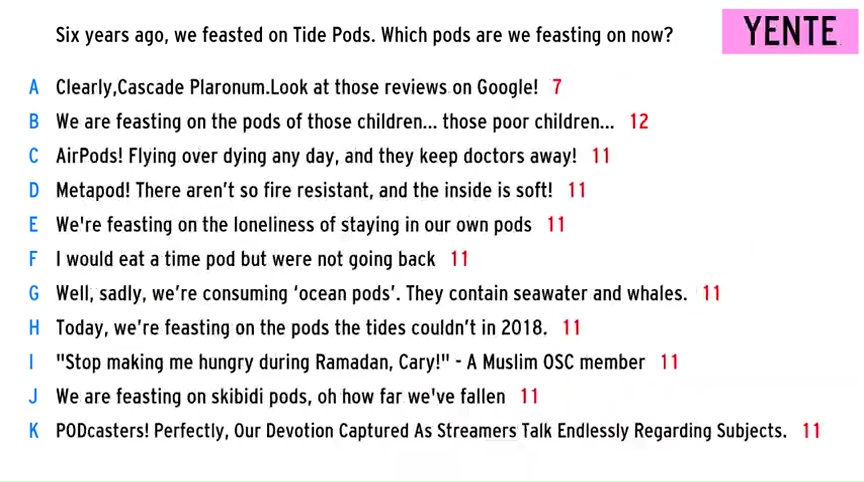 Six years ago, we feasted on Tide Pods. Which pods are we feasting on now?
YENTE
A Clearly,Cascade Plaronum.Look at those reviews on Google! 7
B We are feasting on the pods of those children... those poor children... 12
C AirPods! Flying over dying any day, and they keep doctors away! 11
D Metapod! There aren't so fire resistant, and the inside is soft! 11
E We're feasting on the loneliness of staying in our own pods 11
F I would eat a time pod but were not going back 11
G Well, sadly, we're consuming 'ocean pods'. They contain seawater and whales. 11
H Today, we're feasting on the pods the tides couldn't in 2018. 11
I "Stop making me hungry during Ramadan, Cary!" - A Muslim OSC member 11
J We are feasting on skibidi pods, oh how far we've fallen 11
K PODcasters! Perfectly, Our Devotion Captured As Streamers Talk Endlessly Regarding Subjects. 11